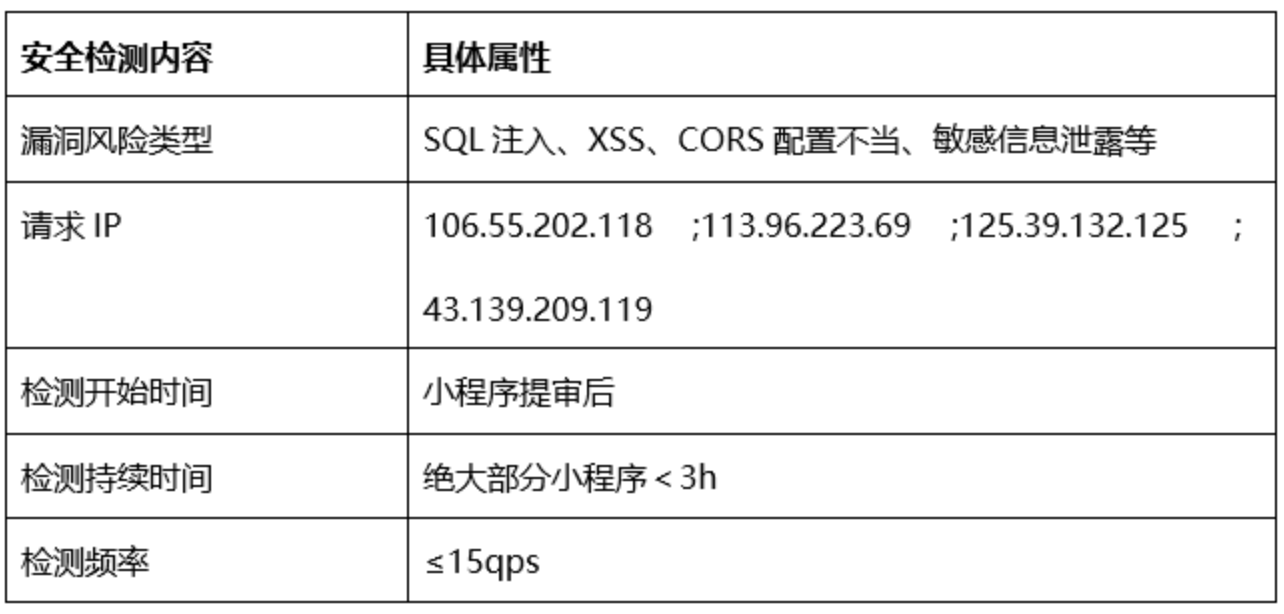 安全检测内容 具体属性
漏洞风险类型 SQL 注入、XSS、CORS 配置不当、敏感信息泄露等
请求 IP 106.55.202.118 ;113.96.223.69 ;125.39.132.125 ;
43.139.209.119
检测开始时间 小程序提审后
检测持续时间 绝大部分小程序 < 3h
检测频率 ≤15qps